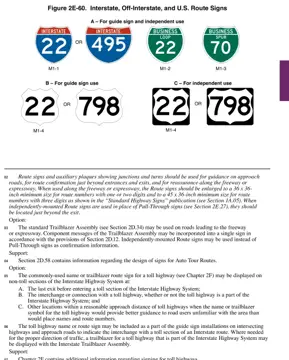 Figure 2E-60. Interstate, Off-Interstate, and U.S. Route Signs
A – For guide sign and independent use
INTERSTATE
22
OR
INTERSTATE
495
BUSINESS
LOOP
22
BUSINESS
SPUR
70
M1-1
M1-2
M1-3
B – For guide sign use
C – For independent use
22
OR
798
22
OR
798
M1-4
M1-4
Route signs and auxiliary plaques showing junctions and turns should be used for guidance on approach
roads, for route confirmation just beyond entrances and exits, and for reassurance along the freeway or
expressway. When used along the freeway or expressway, the Route signs should be enlarged to a 36 x 36-
inch minimum size for route numbers with one or two digits and to a 45 x 36-inch minimum size for route
numbers with three digits as shown in the "Standard Highway Signs" publication (see Section 1A.05). When
independently-mounted Route signs are used in place of Pull-Through signs (see Section 2E.27), they should
be located just beyond the exit.
Option:
The standard Trailblazer Assembly (see Section 2D.34) may be used on roads leading to the freeway
or expressway. Component messages of the Trailblazer Assembly may be incorporated into a single sign in
accordance with the provisions of Section 2D.12. Independently-mounted Route signs may be used instead of
Pull-Through signs as confirmation information.
Support:
Section 2D.58 contains information regarding the design of signs for Auto Tour Routes.
Option:
The commonly-used name or trailblazer route sign for a toll highway (see Chapter 2F) may be displayed on
non-toll sections of the Interstate Highway System at:
A. The last exit before entering a toll section of the Interstate Highway System;
B. The interchange or connection with a toll highway, whether or not the toll highway is a part of the
Interstate Highway System; and
C. Other locations within a reasonable approach distance of toll highways when the name or trailblazer
symbol for the toll highway would provide better guidance to road users unfamiliar with the area than
would place names and route numbers.
The toll highway name or route sign may be included as a part of the guide sign installations on intersecting
highways and approach roads to indicate the interchange with a toll section of an Interstate route. Where needed
for the proper direction of traffic, a trailblazer for a toll highway that is part of the Interstate Highway System may
be displayed with the Interstate Trailblazer Assembly.
Support:
Chapter 2F contains additional information regarding signing for toll highways.